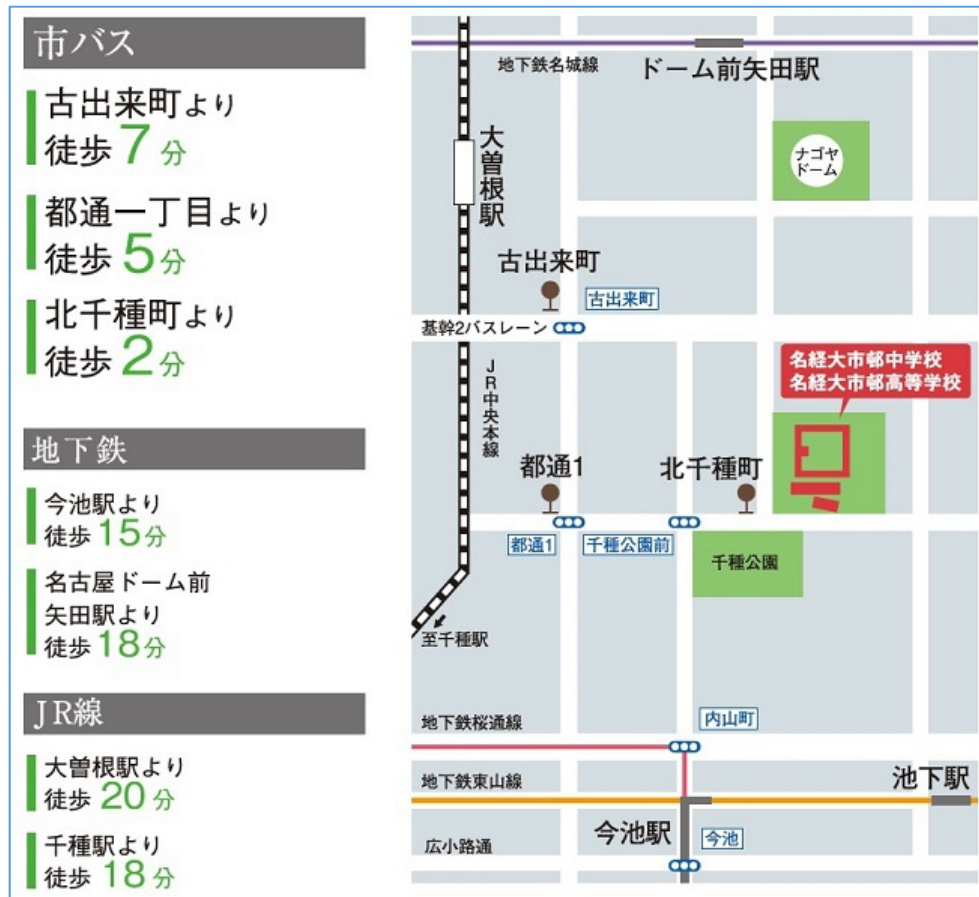 市バス
古出来町より
徒歩 7 分
都通一丁目より
徒歩 5 分
北千種町より
徒歩 2 分
地下鉄
今池駅より
徒歩 15 分
名古屋ドーム前
矢田駅より
徒歩 18 分
JR線
大曽根駅より
徒歩 20 分
千種駅より
徒歩 18 分
地下鉄名城線
ドーム前矢田駅
大曽根駅
ナゴヤ
ドーム
古出来町
古出来町
基幹2バスレーン
JR中央本線
名経大市邨中学校
名経大市邨高等学校
都通1
北千種町
都通1
千種公園前
千種公園
至千種駅
地下鉄桜通線
内山町
地下鉄東山線
池下駅
今池駅
今池
広小路通